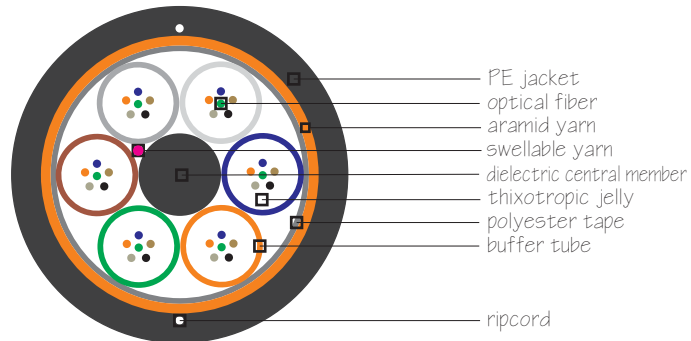 PE jacket
optical fiber
aramid yarn
swellable yarn
dielectric central member
thixotropic jelly
polyester tape
buffer tube
ripcord